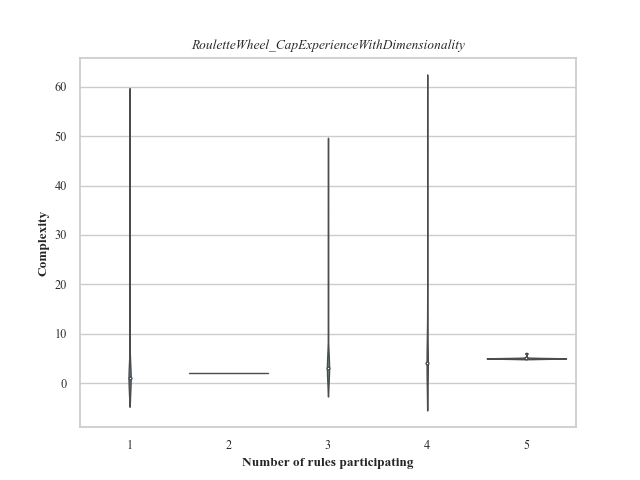 RouletteWheel_CapExperienceWithDimensionality
60
50
40
30
20
10
0
Complexity
1 2 3 4 5
Number of rules participating